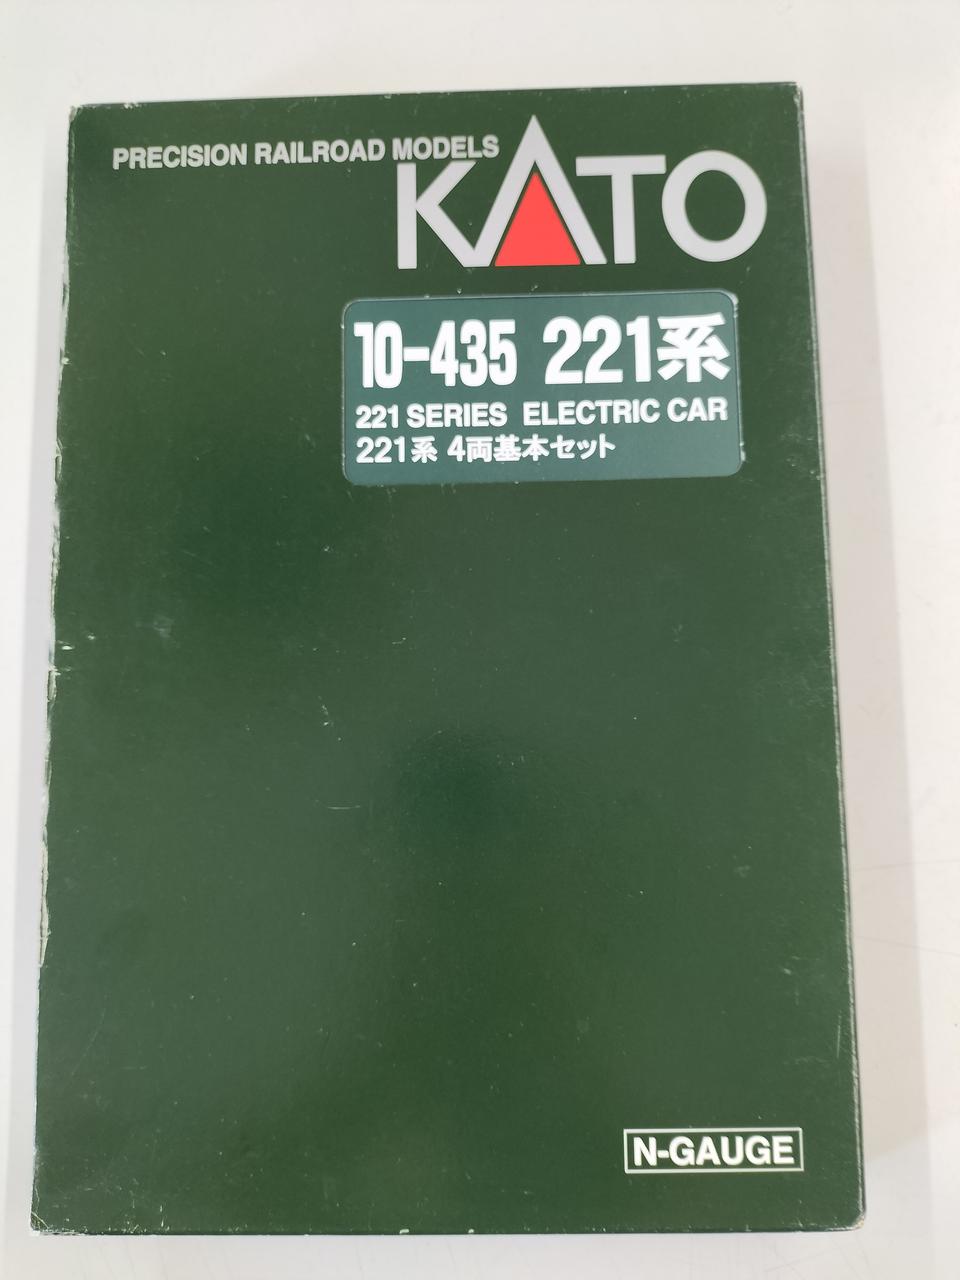 PRECISION RAILROAD MODELS
KATO
10-435 221系
221 SERIES ELECTRIC CAR
221系 4両基本セット
N-GAUGE